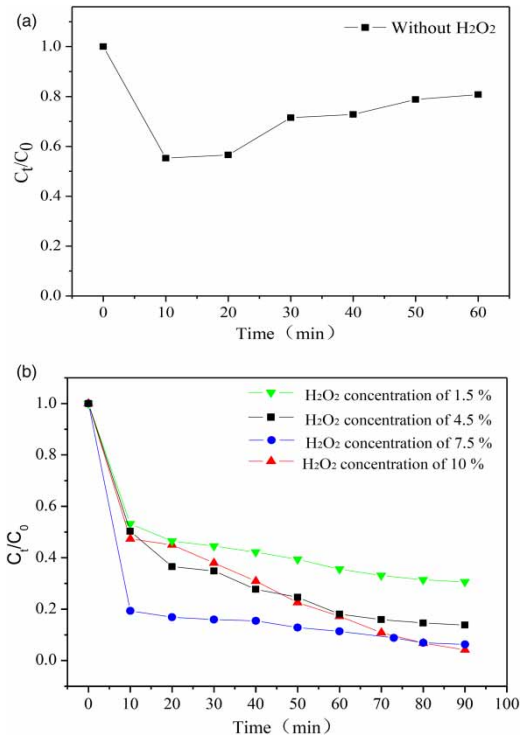 (a)
Without H2O2
1.0
0.8
0.6
0.4
0.2
0.0
Ct/C0
0 10 20 30 40 50 60
Time（min）
(b)
H2O2 concentration of 1.5 %
H2O2 concentration of 4.5 %
H2O2 concentration of 7.5 %
H2O2 concentration of 10 %
1.0
0.8
0.6
0.4
0.2
0.0
Ct/C0
0 10 20 30 40 50 60 70 80 90 100
Time（min）